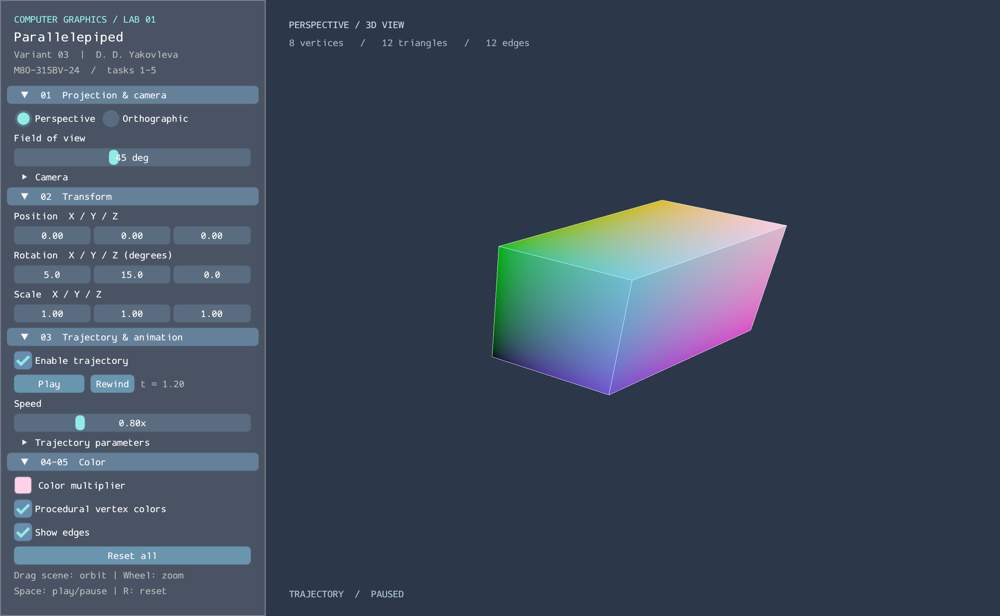 COMPUTER GRAPHICS / LAB 01
Parallelepiped
Variant 03 | D. D. Yakovleva
M80-315BV-24 / tasks 1-5
01 Projection & camera
Perspective Orthographic
Field of view
45 deg
Camera
02 Transform
Position X / Y / Z
0.00 0.00 0.00
Rotation X / Y / Z (degrees)
5.0 15.0 0.0
Scale X / Y / Z
1.00 1.00 1.00
03 Trajectory & animation
Enable trajectory
Play Rewind t = 1.20
Speed
0.80x
Trajectory parameters
04-05 Color
Color multiplier
Procedural vertex colors
Show edges
Reset all
Drag scene: orbit | Wheel: zoom
Space: play/pause | R: reset
PERSPECTIVE / 3D VIEW
8 vertices / 12 triangles / 12 edges
TRAJECTORY / PAUSED